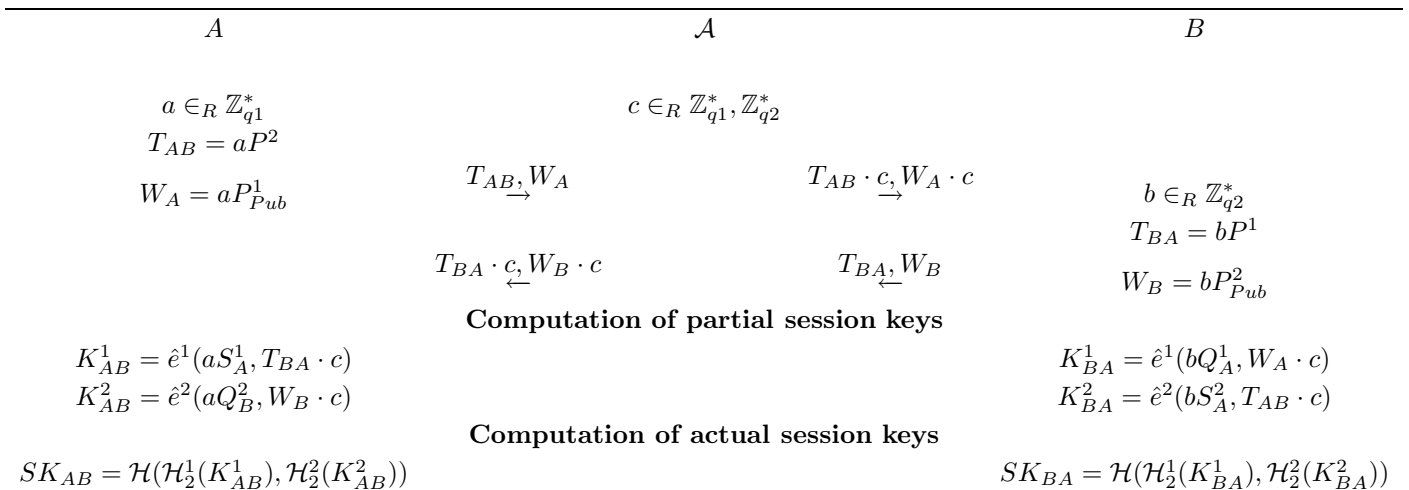 A 𝒜 B
a ∈_R ℤ*_{q1} c ∈_R ℤ*_{q1}, ℤ*_{q2}
T_{AB} = aP^2
W_A = aP^1_{Pub} T_{AB}, W_A → T_{AB} · c, W_A · c → b ∈_R ℤ*_{q2}
T_{BA} = bP^1
T_{BA} · c, W_B · c ← T_{BA}, W_B ← W_B = bP^2_{Pub}
Computation of partial session keys
K^1_{AB} = ê^1(aS^1_A, T_{BA} · c) K^1_{BA} = ê^1(bQ^1_A, W_A · c)
K^2_{AB} = ê^2(aQ^2_B, W_B · c) K^2_{BA} = ê^2(bS^2_A, T_{AB} · c)
Computation of actual session keys
SK_{AB} = ℋ(ℋ^1_2(K^1_{AB}), ℋ^2_2(K^2_{AB})) SK_{BA} = ℋ(ℋ^1_2(K^1_{BA}), ℋ^2_2(K^2_{BA}))